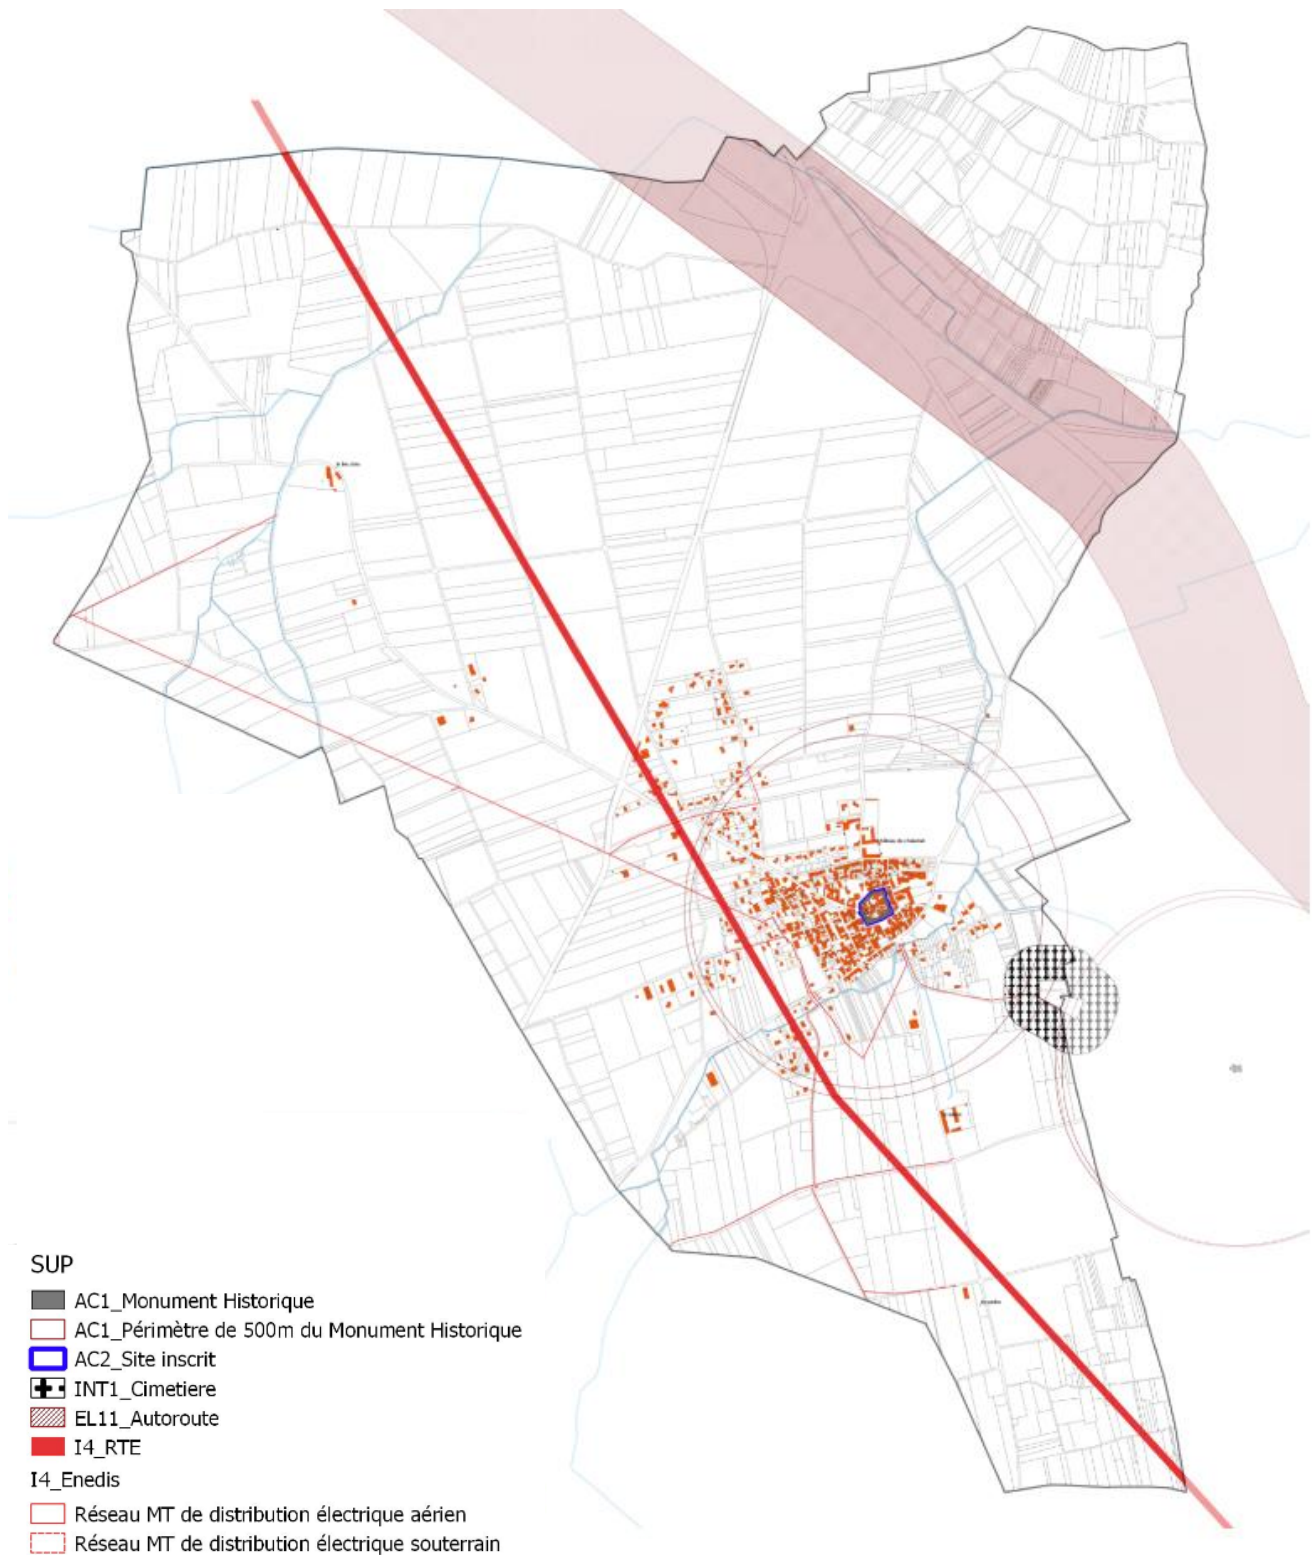 SUP
AC1_Monument Historique
AC1_Périmètre de 500m du Monument Historique
AC2_Site inscrit
INT1_Cimetiere
EL11_Autoroute
I4_RTE
I4_Enedis
Réseau MT de distribution électrique aérien
Réseau MT de distribution électrique souterrain